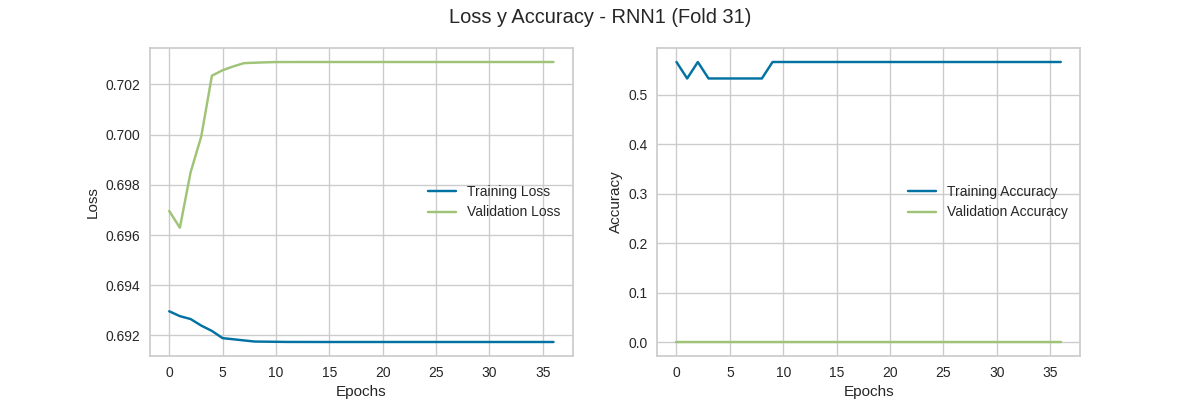 Loss y Accuracy - RNN1 (Fold 31)
0.702
0.700
0.698
0.696
0.694
0.692
Loss
Training Loss
Validation Loss
0 5 10 15 20 25 30 35
Epochs
0.5
0.4
0.3
0.2
0.1
0.0
Accuracy
Training Accuracy
Validation Accuracy
0 5 10 15 20 25 30 35
Epochs